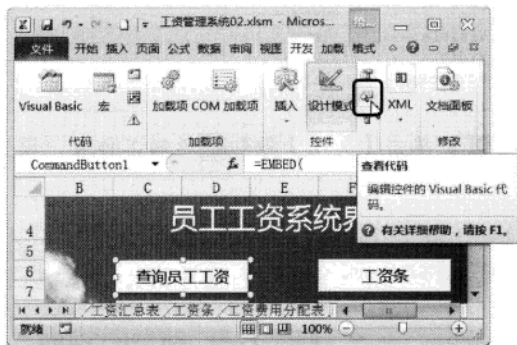 工资管理系统02.xlsm - Micros...
文件 开始 插入 页面 公式 数据 审阅 视图 开发 加载 格式
Visual Basic 宏 加载项 COM 加载项 插入 设计模式 XML 文档面板
代码 加载项 控件 修改
CommandButton1 fx =EMBED(
查看代码
编辑控件的 Visual Basic 代码。
有关详细帮助，请按 F1。
B C D E F
4 员工工资系统界
5
6 查询员工工资 工资条
7
工资汇总表 工资条 工资费用分配表
就绪 100%